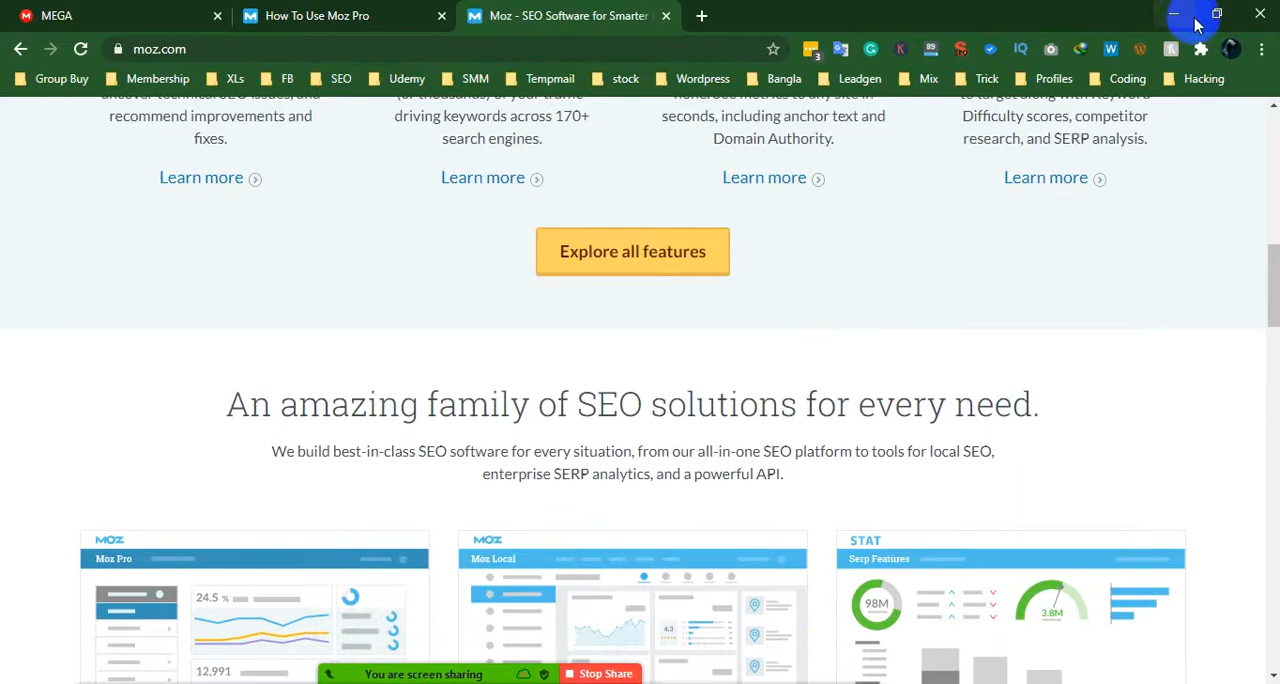 MEGA
How To Use Moz Pro
Moz - SEO Software for Smarter
moz.com
3
89
IQ
Group Buy
Membership
XLs
FB
SEO
Udemy
SMM
Tempmail
stock
Wordpress
Bangla
Leadgen
Mix
Trick
Profiles
Coding
Hacking
recommend improvements and
fixes.
Learn more
driving keywords across 170+
search engines.
Learn more
seconds, including anchor text and
Domain Authority.
Learn more
Difficulty scores, competitor
research, and SERP analysis.
Learn more
Explore all features
An amazing family of SEO solutions for every need.
We build best-in-class SEO software for every situation, from our all-in-one SEO platform to tools for local SEO,
enterprise SERP analytics, and a powerful API.
MOZ
Moz Pro
24.5 %
12,991
MOZ
Moz Local
4.3
STAT
Serp Features
98M
3.8M
You are screen sharing
Stop Share